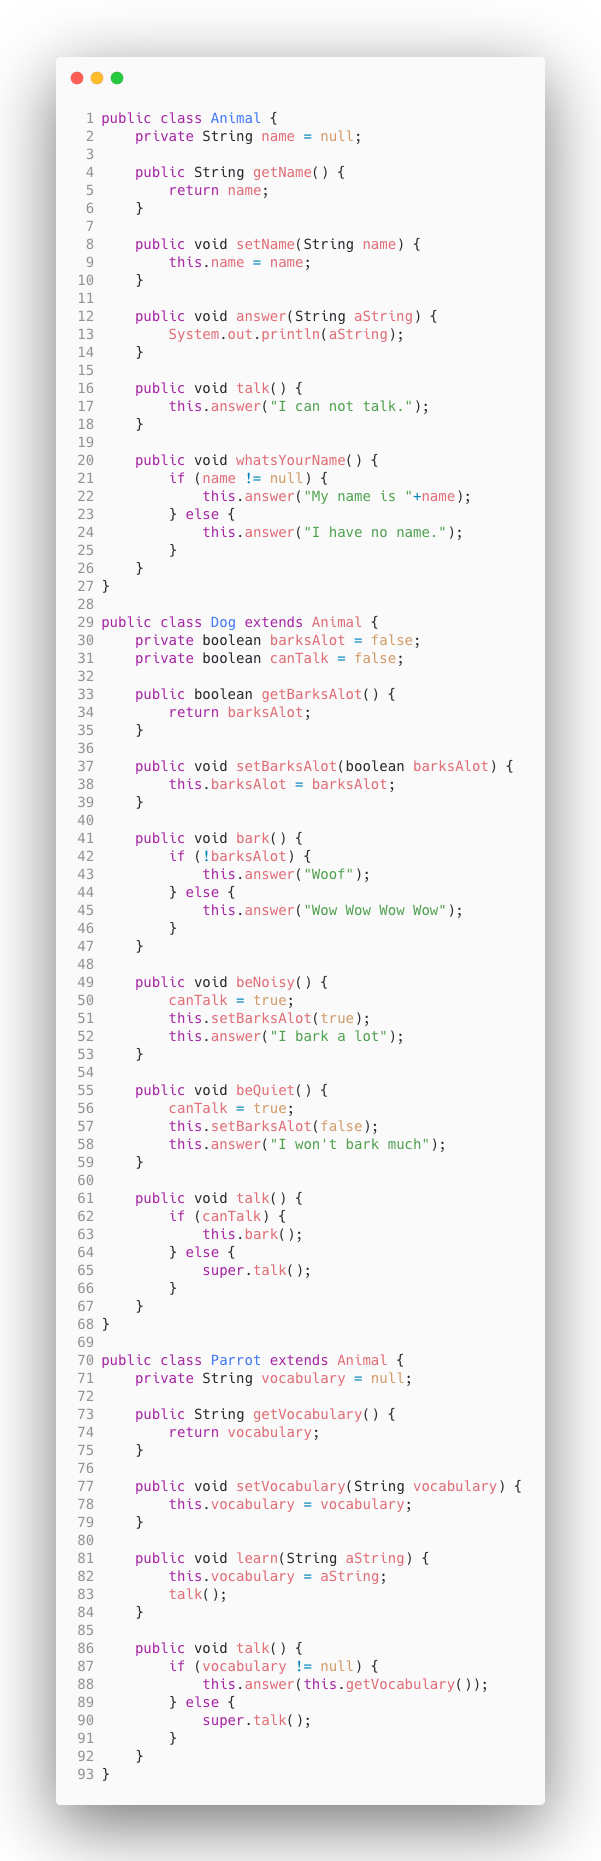 1 public class Animal {
2     private String name = null;
3
4     public String getName() {
5         return name;
6     }
7
8     public void setName(String name) {
9         this.name = name;
10     }
11
12     public void answer(String aString) {
13         System.out.println(aString);
14     }
15
16     public void talk() {
17         this.answer("I can not talk.");
18     }
19
20     public void whatsYourName() {
21         if (name != null) {
22             this.answer("My name is "+name);
23         } else {
24             this.answer("I have no name.");
25         }
26     }
27 }
28
29 public class Dog extends Animal {
30     private boolean barksAlot = false;
31     private boolean canTalk = false;
32
33     public boolean getBarksAlot() {
34         return barksAlot;
35     }
36
37     public void setBarksAlot(boolean barksAlot) {
38         this.barksAlot = barksAlot;
39     }
40
41     public void bark() {
42         if (!barksAlot) {
43             this.answer("Woof");
44         } else {
45             this.answer("Wow Wow Wow Wow");
46         }
47     }
48
49     public void beNoisy() {
50         canTalk = true;
51         this.setBarksAlot(true);
52         this.answer("I bark a lot");
53     }
54
55     public void beQuiet() {
56         canTalk = true;
57         this.setBarksAlot(false);
58         this.answer("I won't bark much");
59     }
60
61     public void talk() {
62         if (canTalk) {
63             this.bark();
64         } else {
65             super.talk();
66         }
67     }
68 }
69
70 public class Parrot extends Animal {
71     private String vocabulary = null;
72
73     public String getVocabulary() {
74         return vocabulary;
75     }
76
77     public void setVocabulary(String vocabulary) {
78         this.vocabulary = vocabulary;
79     }
80
81     public void learn(String aString) {
82         this.vocabulary = aString;
83         talk();
84     }
85
86     public void talk() {
87         if (vocabulary != null) {
88             this.answer(this.getVocabulary());
89         } else {
90             super.talk();
91         }
92     }
93 }